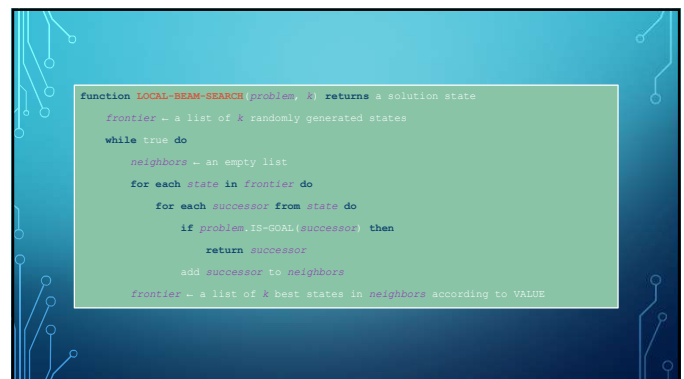 function LOCAL-BEAM-SEARCH(problem, k) returns a solution state
frontier ← a list of k randomly generated states
while true do
neighbors ← an empty list
for each state in frontier do
for each successor from state do
if problem.IS-GOAL(successor) then
return successor
add successor to neighbors
frontier ← a list of k best states in neighbors according to VALUE